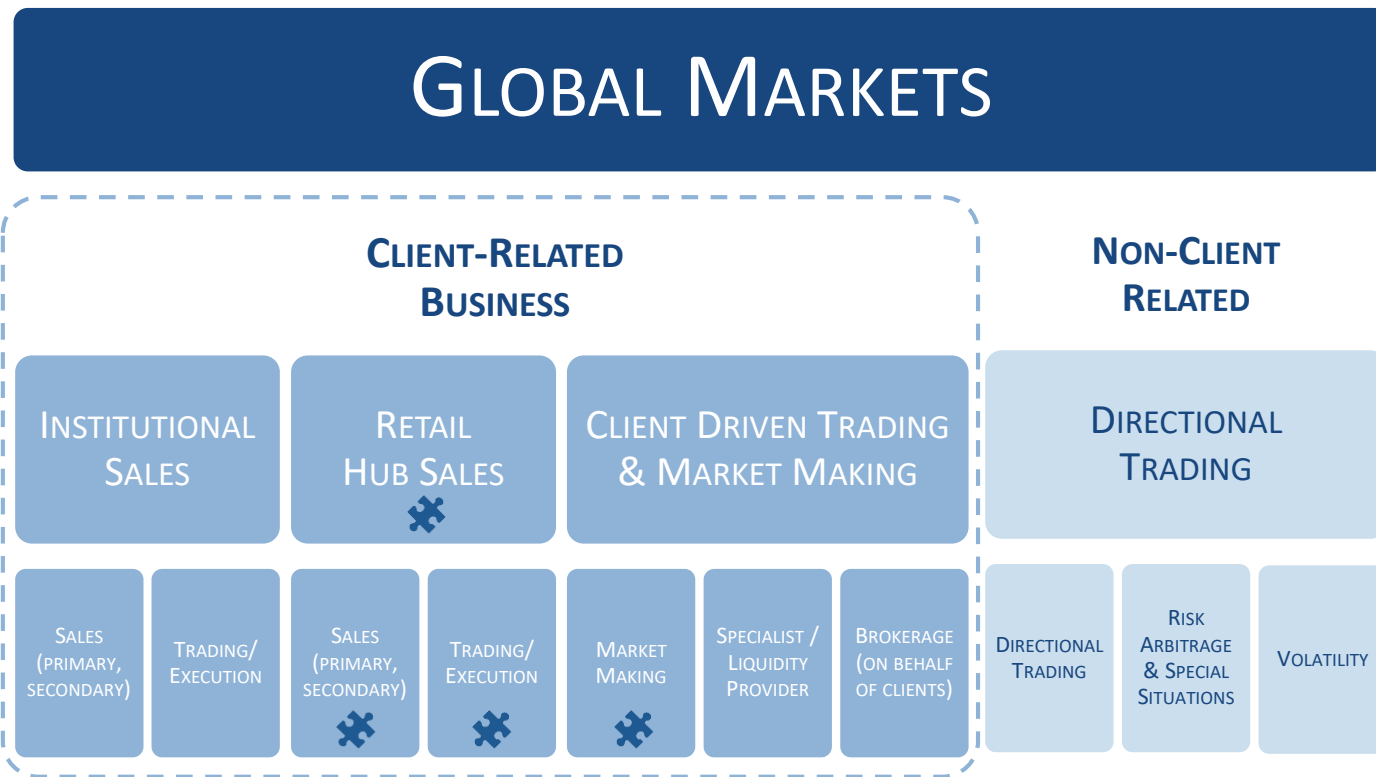 GLOBAL MARKETS
CLIENT-RELATED
BUSINESS
NON-CLIENT
RELATED
INSTITUTIONAL
SALES
RETAIL
HUB SALES
CLIENT DRIVEN TRADING
& MARKET MAKING
DIRECTIONAL
TRADING
SALES
(PRIMARY,
SECONDARY)
TRADING/
EXECUTION
SALES
(PRIMARY,
SECONDARY)
TRADING/
EXECUTION
MARKET
MAKING
SPECIALIST /
LIQUIDITY
PROVIDER
BROKERAGE
(ON BEHALF
OF CLIENTS)
DIRECTIONAL
TRADING
RISK
ARBITRAGE
& SPECIAL
SITUATIONS
VOLATILITY